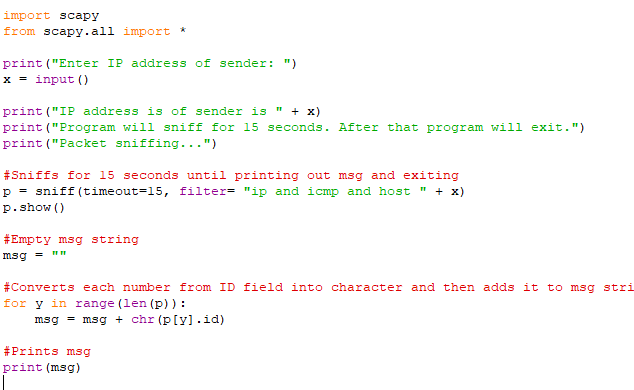 import scapy
from scapy.all import *
print("Enter IP address of sender: ")
x = input()
print("IP address is of sender is " + x)
print("Program will sniff for 15 seconds. After that program will exit.")
print("Packet sniffing...")
#Sniffs for 15 seconds until printing out msg and exiting
p = sniff(timeout=15, filter= "ip and icmp and host " + x)
p.show()
#Empty msg string
msg = ""
#Converts each number from ID field into character and then adds it to msg stri
for y in range(len(p)):
    msg = msg + chr(p[y].id)
#Prints msg
print(msg)